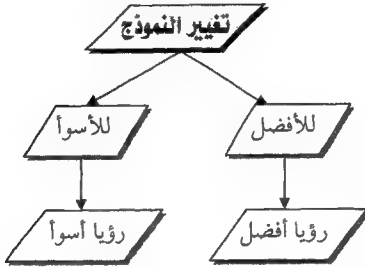 تغيير النموذج
للأفضل
للأسوأ
رؤيا أفضل
رؤيا أسوأ